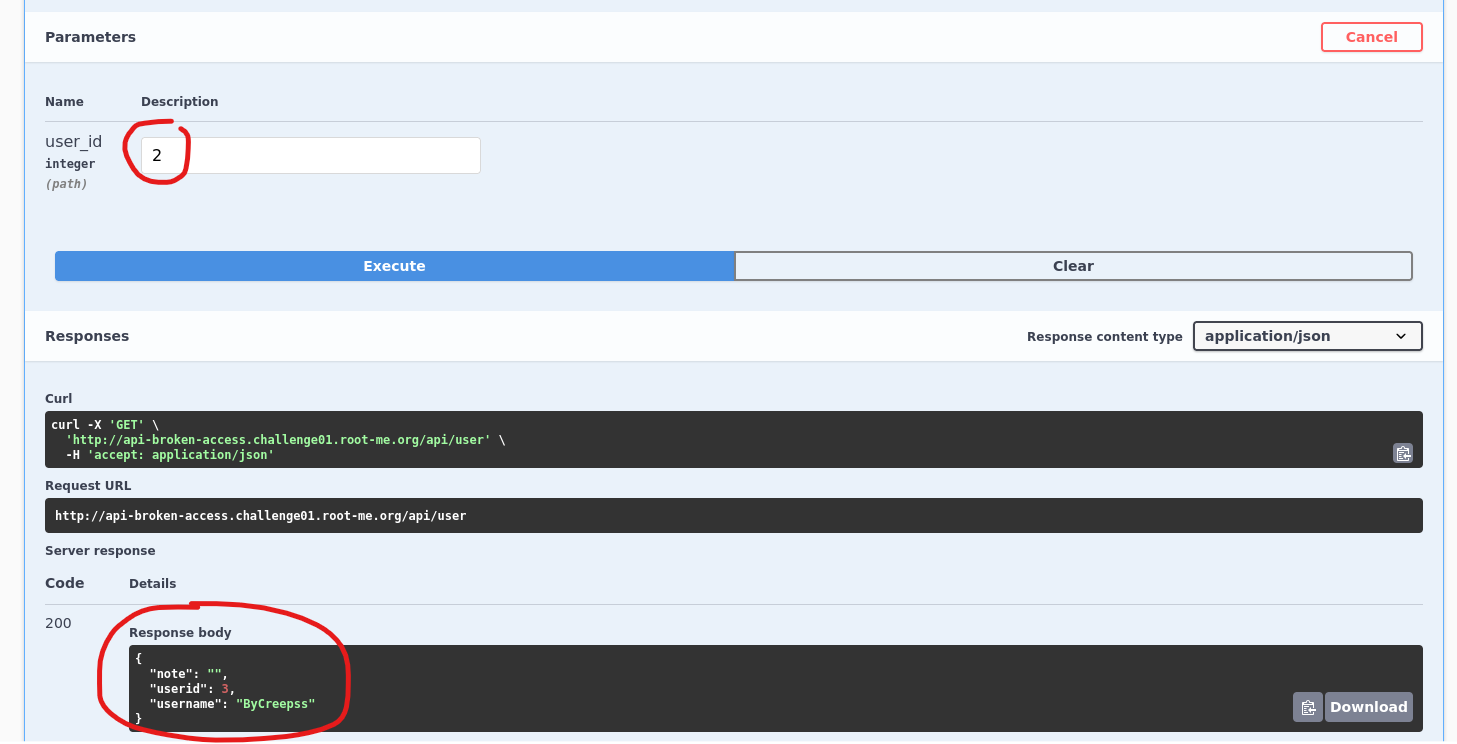 Parameters
Cancel
Name Description
user_id
integer
(path)
2
Execute
Clear
Responses
Response content type
application/json
Curl
curl -X 'GET' \
'http://api-broken-access.challenge01.root-me.org/api/user' \
-H 'accept: application/json'
Request URL
http://api-broken-access.challenge01.root-me.org/api/user
Server response
Code Details
200
Response body
{
"note": "",
"userid": 3,
"username": "ByCreepss"
}
Download